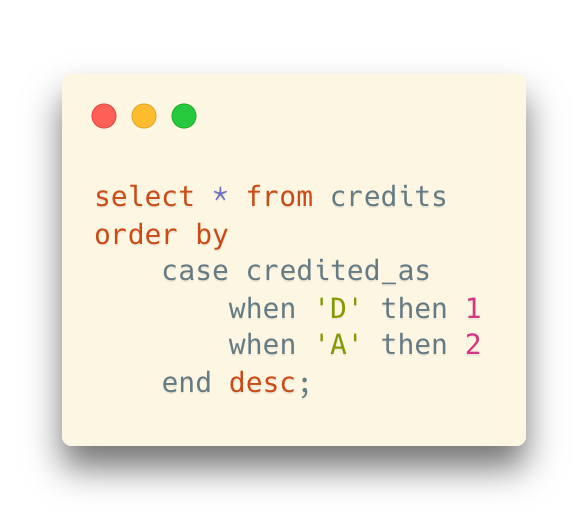 select * from credits
order by
    case credited_as
        when 'D' then 1
        when 'A' then 2
    end desc;